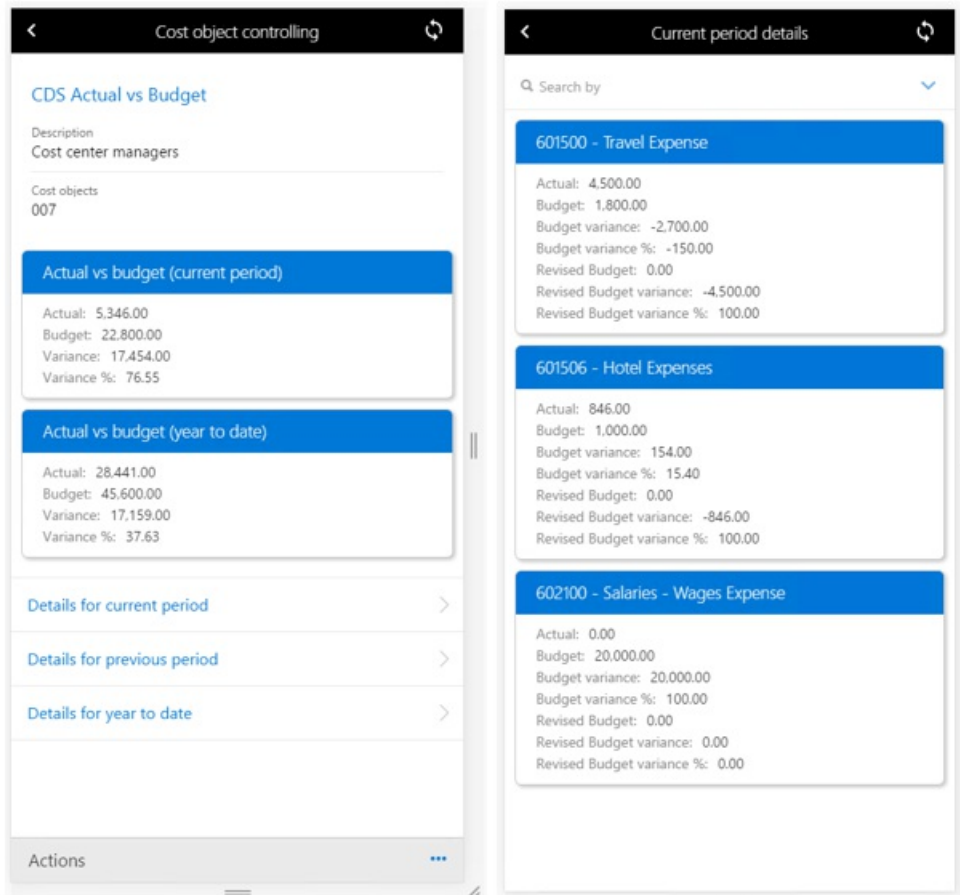 Cost object controlling
CDS Actual vs Budget
Description
Cost center managers
Cost objects
007
Actual vs budget (current period)
Actual: 5,346.00
Budget: 22,800.00
Variance: 17,454.00
Variance %: 76.55
Actual vs budget (year to date)
Actual: 28,441.00
Budget: 45,600.00
Variance: 17,159.00
Variance %: 37.63
Details for current period
Details for previous period
Details for year to date
Actions
Current period details
Search by
601500 - Travel Expense
Actual: 4,500.00
Budget: 1,800.00
Budget variance: -2,700.00
Budget variance %: -150.00
Revised Budget: 0.00
Revised Budget variance: -4,500.00
Revised Budget variance %: 100.00
601506 - Hotel Expenses
Actual: 846.00
Budget: 1,000.00
Budget variance: 154.00
Budget variance %: 15.40
Revised Budget: 0.00
Revised Budget variance: -846.00
Revised Budget variance %: 100.00
602100 - Salaries - Wages Expense
Actual: 0.00
Budget: 20,000.00
Budget variance: 20,000.00
Budget variance %: 100.00
Revised Budget: 0.00
Revised Budget variance: 0.00
Revised Budget variance %: 0.00